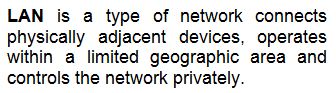 LAN is a type of network connects
physically adjacent devices, operates
within a limited geographic area and
controls the network privately.